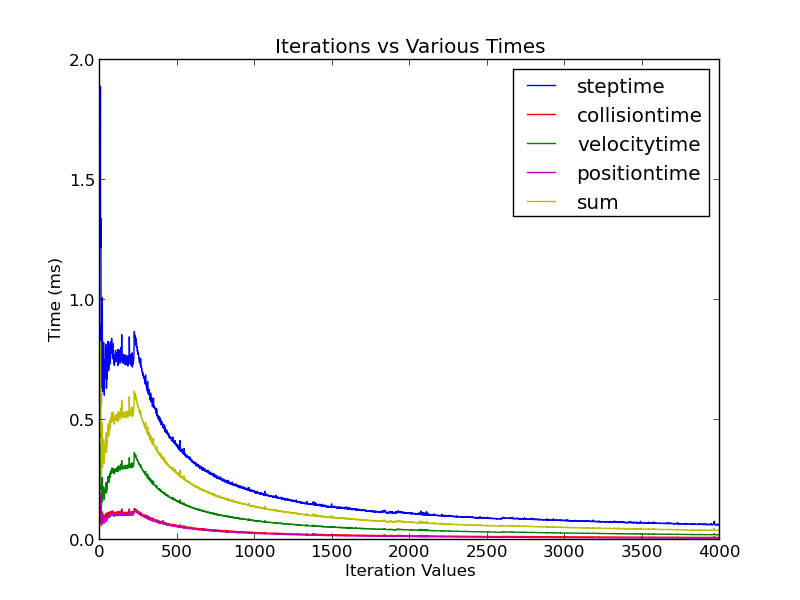 Iterations vs Various Times
2.0
1.5
1.0
0.5
0.0
Time (ms)
steptime
collisiontime
velocitytime
positiontime
sum
0 500 1000 1500 2000 2500 3000 3500 4000
Iteration Values